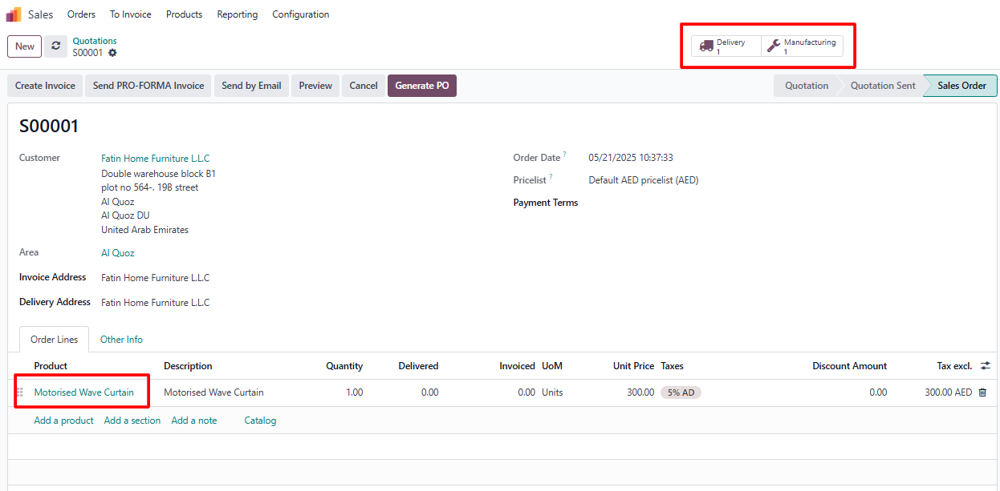 Sales Orders To Invoice Products Reporting Configuration
New Quotations
S00001
Delivery
1
Manufacturing
1
Create Invoice Send PRO-FORMA Invoice Send by Email Preview Cancel Generate PO Quotation Quotation Sent Sales Order
S00001
Customer Fatin Home Furniture L.L.C
Double warehouse block B1
plot no 564-. 19B street
Al Quoz
Al Quoz DU
United Arab Emirates
Area Al Quoz
Invoice Address Fatin Home Furniture L.L.C
Delivery Address Fatin Home Furniture L.L.C
Order Date ? 05/21/2025 10:37:33
Pricelist ? Default AED pricelist (AED)
Payment Terms
Order Lines Other Info
Product Description Quantity Delivered Invoiced UoM Unit Price Taxes Discount Amount Tax excl.
Motorised Wave Curtain Motorised Wave Curtain 1.00 0.00 0.00 Units 300.00 5% AD 0.00 300.00 AED
Add a product Add a section Add a note Catalog